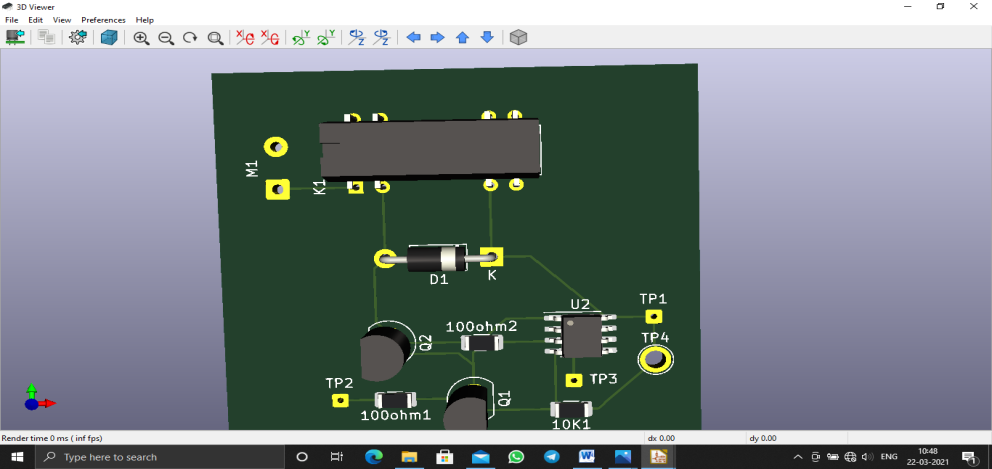 3D Viewer
File Edit View Preferences Help
M1
K1
D1
K
U2
TP1
100ohm2
Q2
TP4
TP3
TP2
Q1
100ohm1
10K1
Render time 0 ms ( inf fps)
dx 0.00
dy 0.00
Type here to search
ENG
10:48
22-03-2021